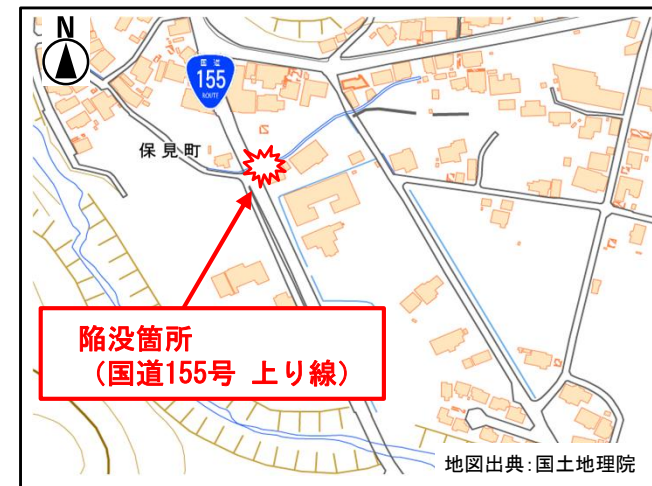 N
国道
155
ROUTE
保見町
陥没箇所
（国道155号 上り線）
地図出典：国土地理院